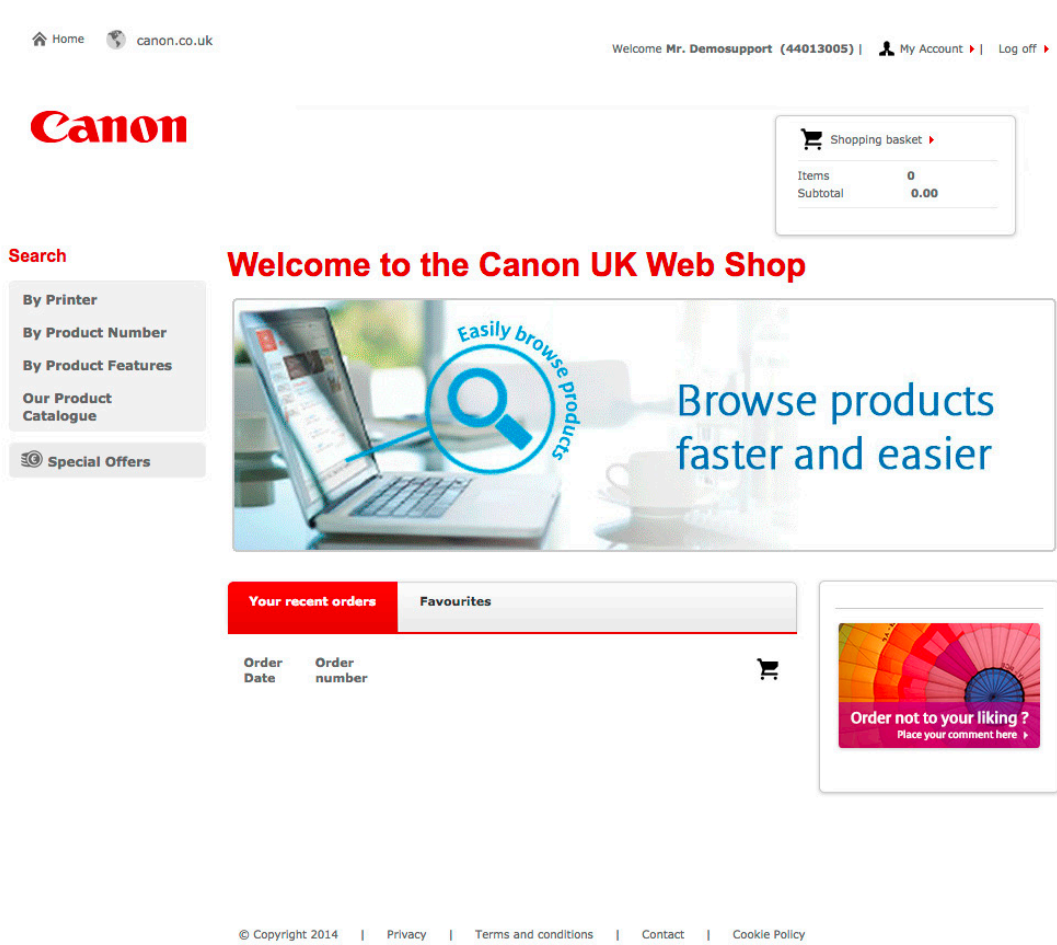 Home canon.co.uk
Welcome Mr. Demosupport (44013005) | My Account | Log off
Canon
Shopping basket
Items 0
Subtotal 0.00
Search
By Printer
By Product Number
By Product Features
Our Product
Catalogue
Special Offers
Welcome to the Canon UK Web Shop
Easily browse products
Browse products
faster and easier
Your recent orders Favourites
Order
Date
Order
number
Order not to your liking ?
Place your comment here
© Copyright 2014 | Privacy | Terms and conditions | Contact | Cookie Policy